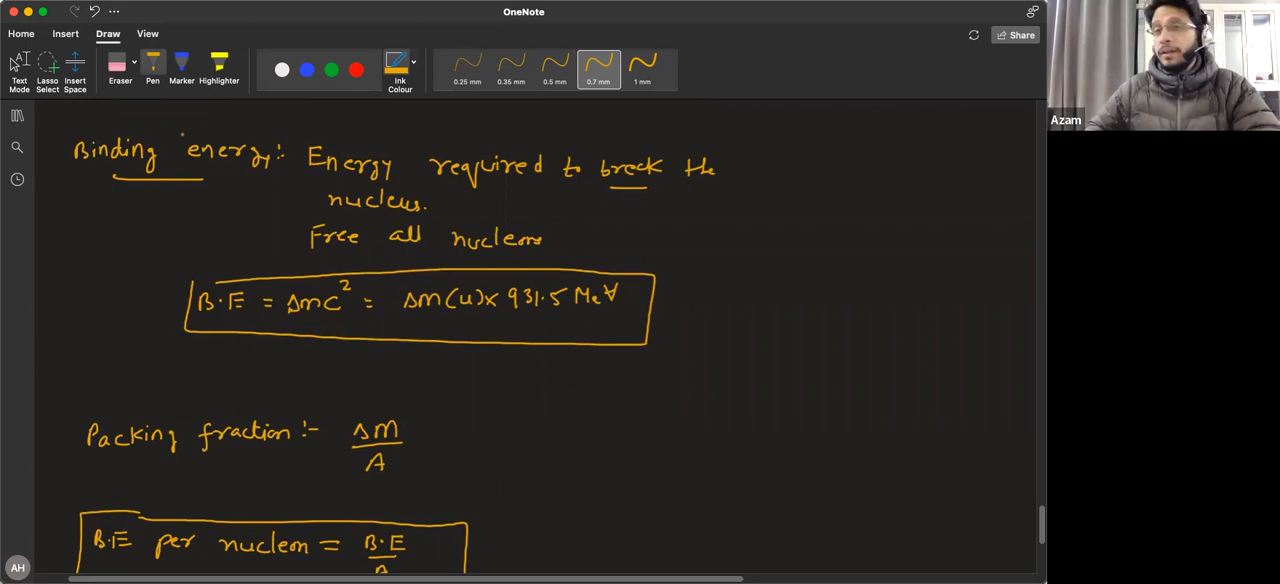 OneNote
Home Insert Draw View
Share
Text Mode
Lasso Select
Insert Space
Eraser
Pen
Marker
Highlighter
Ink Colour
0.25 mm
0.35 mm
0.5 mm
0.7 mm
1 mm
Azam
Binding energy :- Energy required to break the
nucleus.
Free all nucleons
B.E = Δmc² = Δm(u) × 931.5 MeV
Packing fraction :- ΔM
A
B.E per nucleon = B.E
A
AH